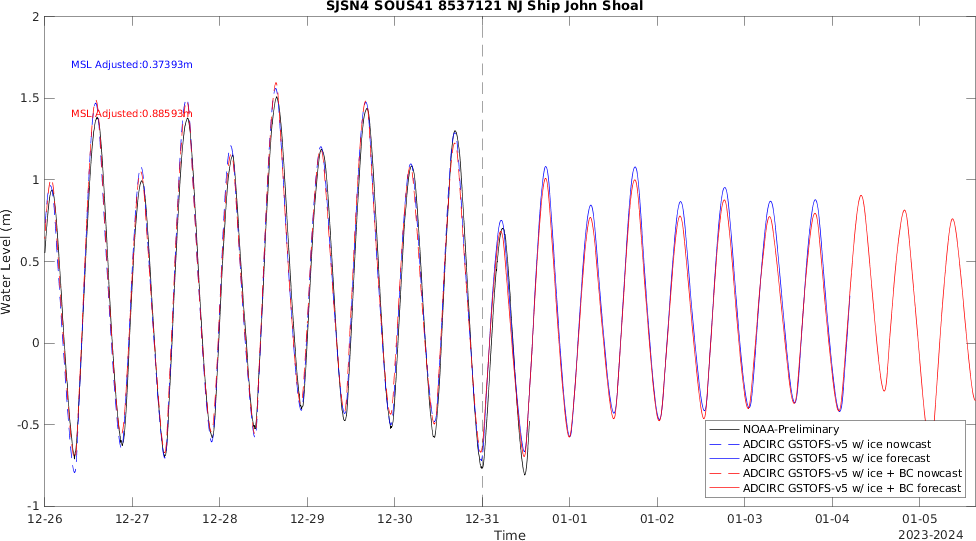 SJSN4 SOUS41 8537121 NJ Ship John Shoal
2
1.5
1
0.5
0
-0.5
-1
Water Level (m)
MSL Adjusted:0.37393m
MSL Adjusted:0.88593m
NOAA-Preliminary
ADCIRC GSTOFS-v5 w/ ice nowcast
ADCIRC GSTOFS-v5 w/ ice forecast
ADCIRC GSTOFS-v5 w/ ice + BC nowcast
ADCIRC GSTOFS-v5 w/ ice + BC forecast
12-26 12-27 12-28 12-29 12-30 12-31 01-01 01-02 01-03 01-04 01-05
Time
2023-2024